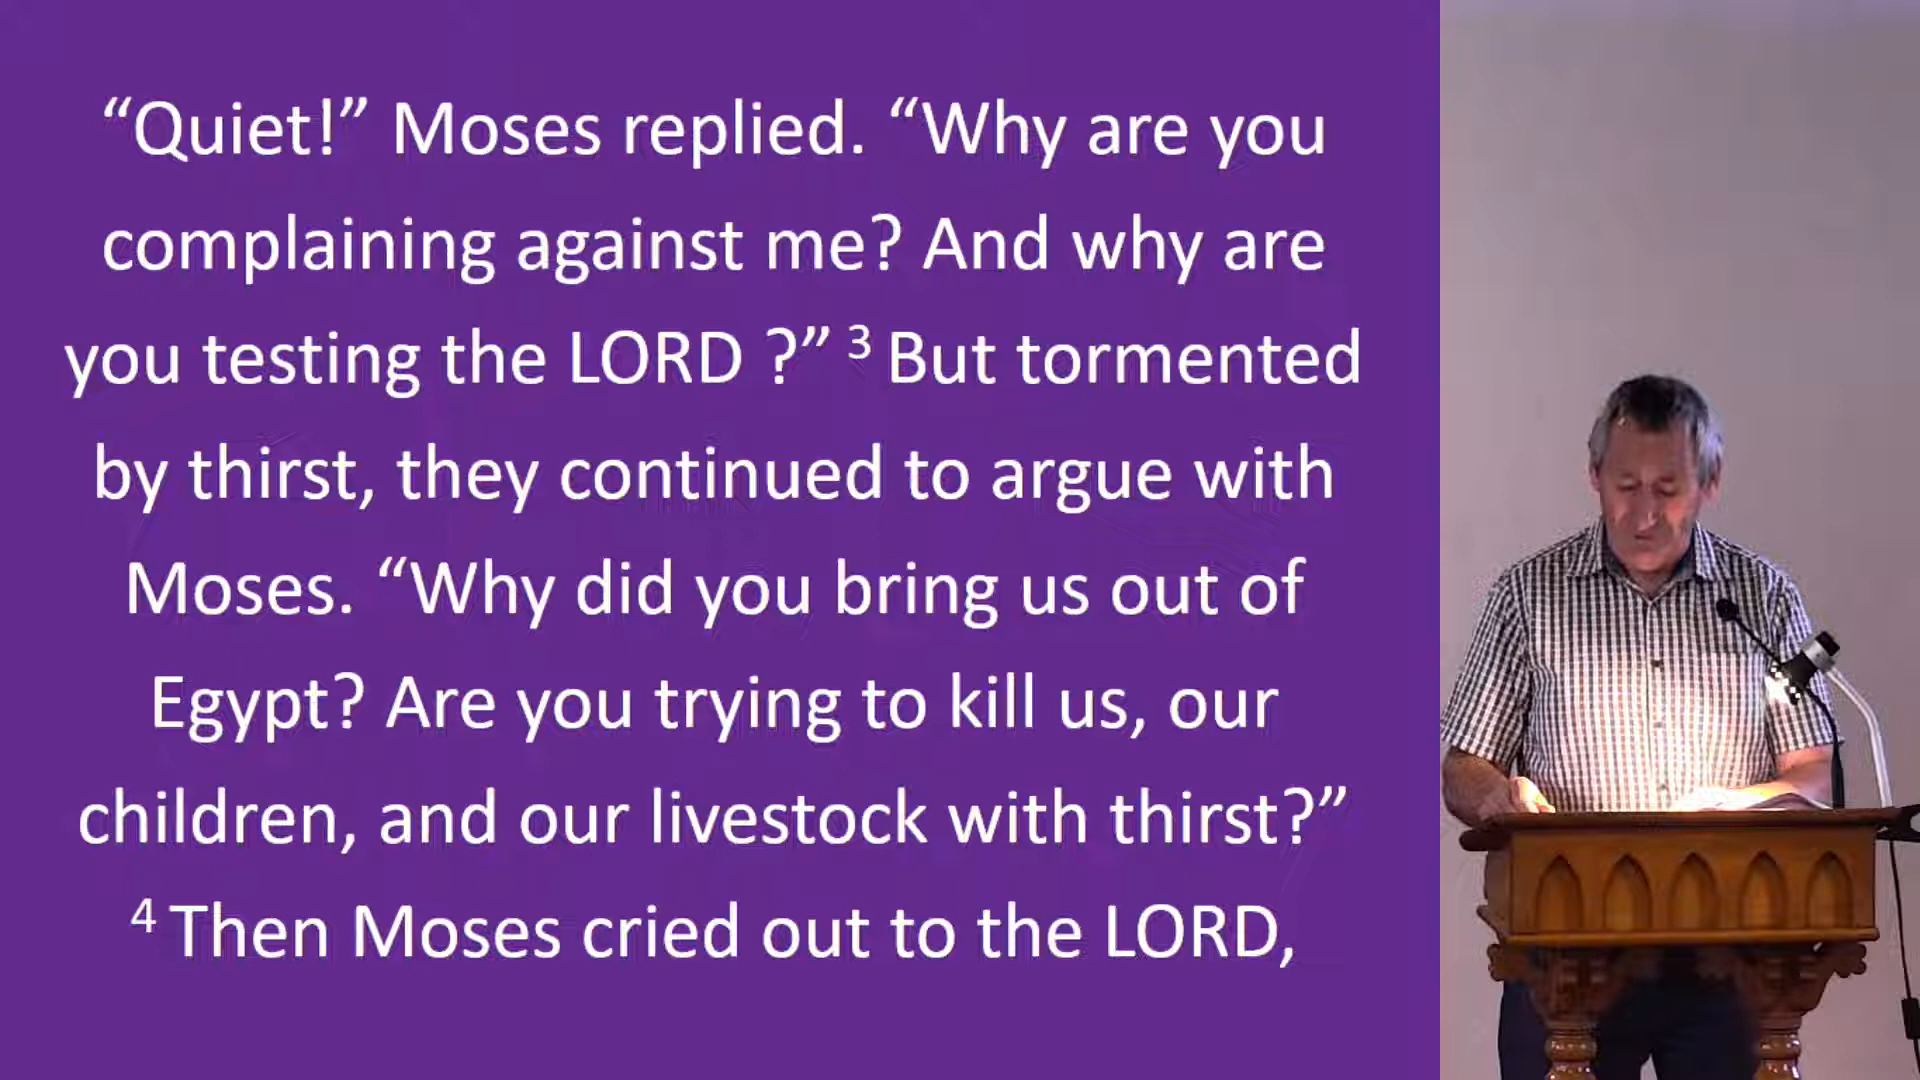 “Quiet!” Moses replied. “Why are you
complaining against me? And why are
you testing the LORD ?” ³ But tormented
by thirst, they continued to argue with
Moses. “Why did you bring us out of
Egypt? Are you trying to kill us, our
children, and our livestock with thirst?”
⁴ Then Moses cried out to the LORD,